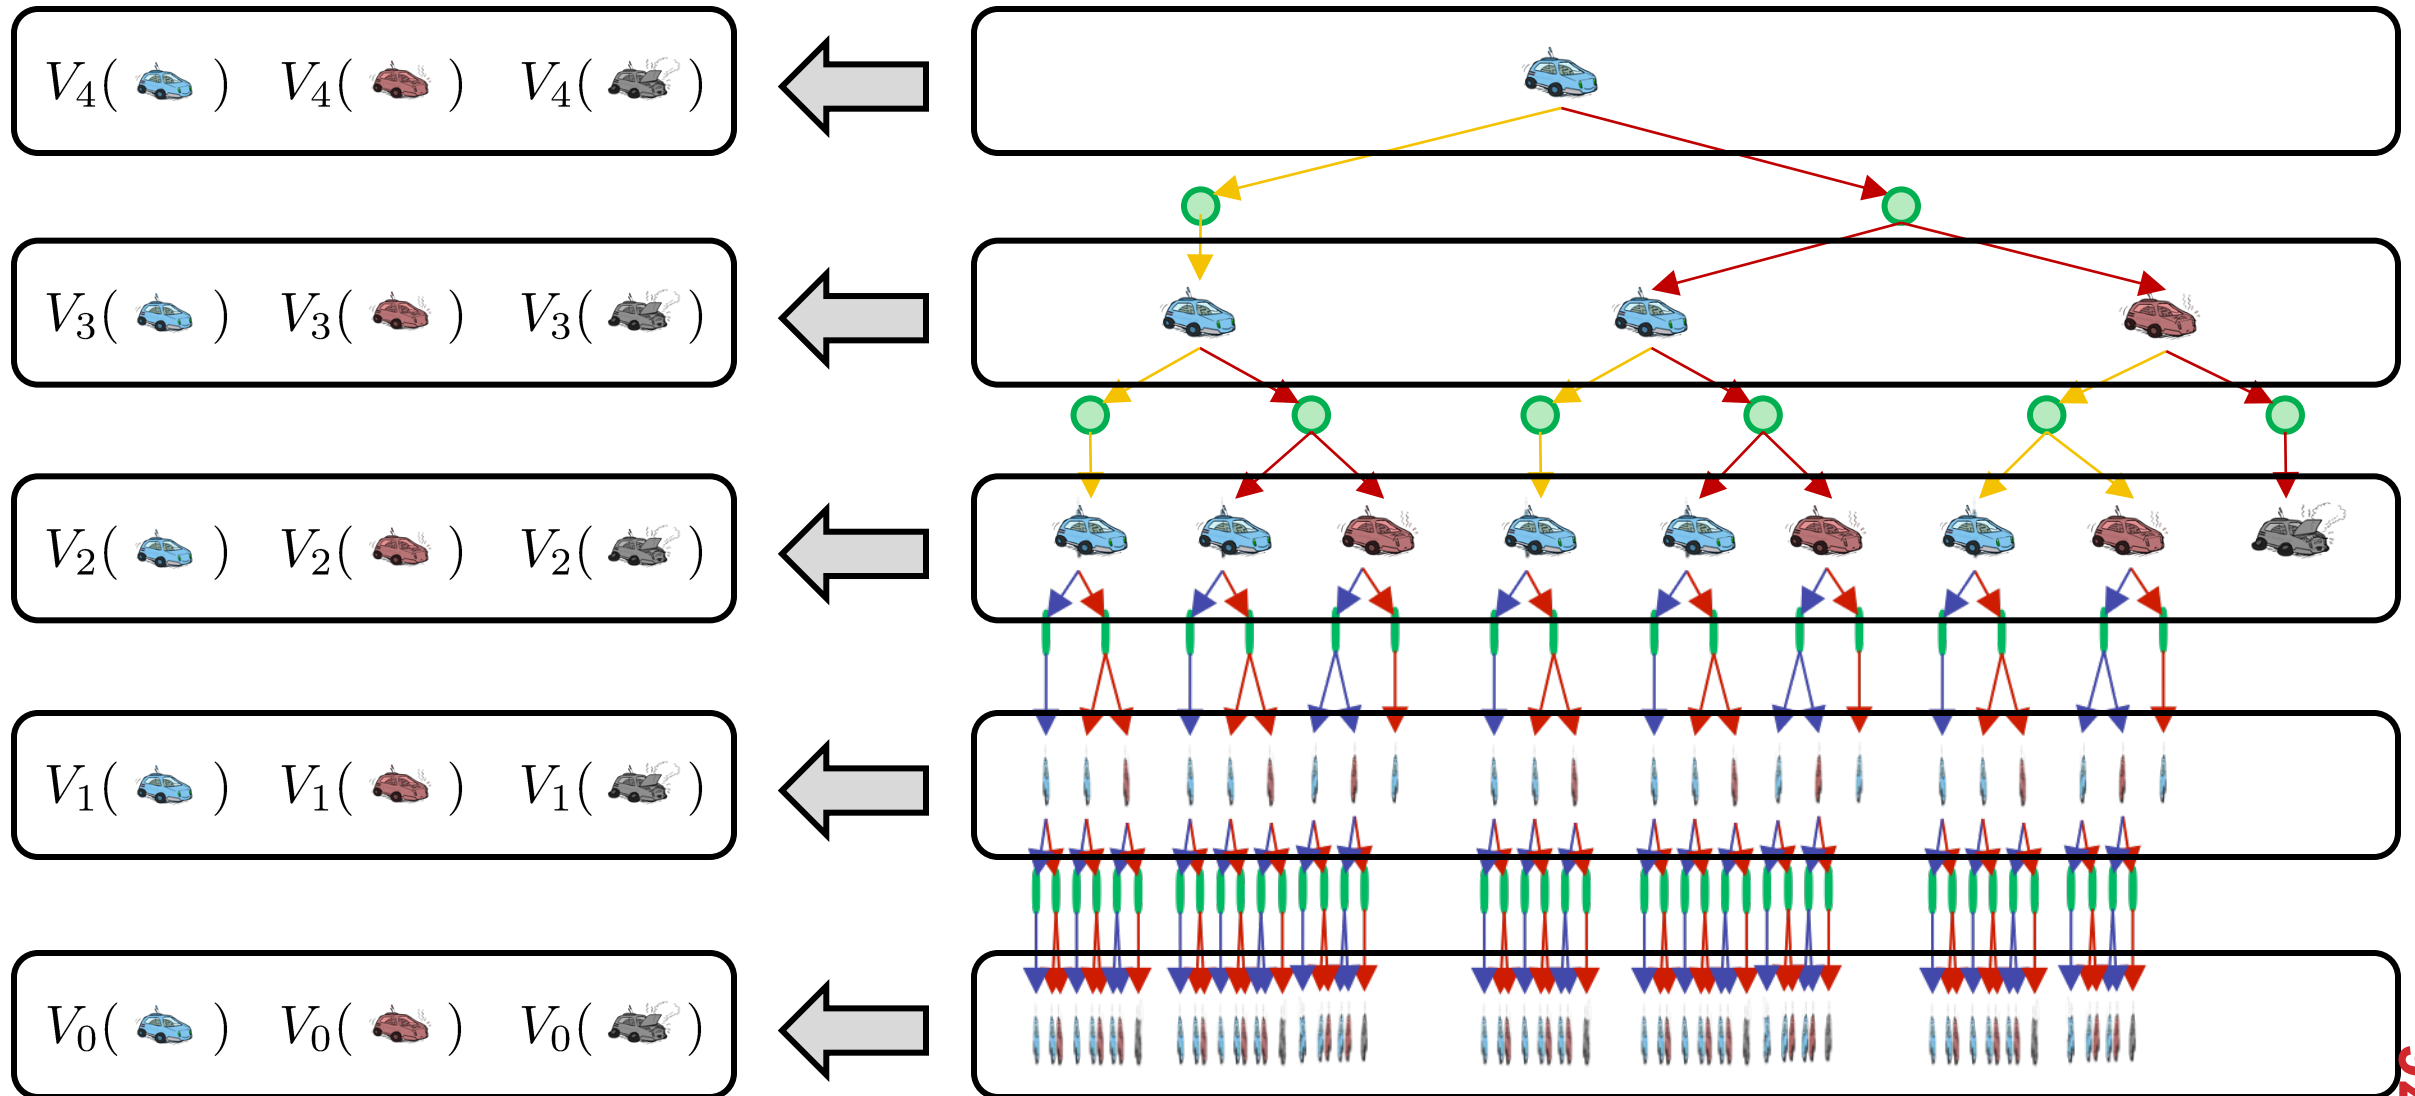 V4( ) V4( ) V4( )
V3( ) V3( ) V3( )
V2( ) V2( ) V2( )
V1( ) V1( ) V1( )
V0( ) V0( ) V0( )